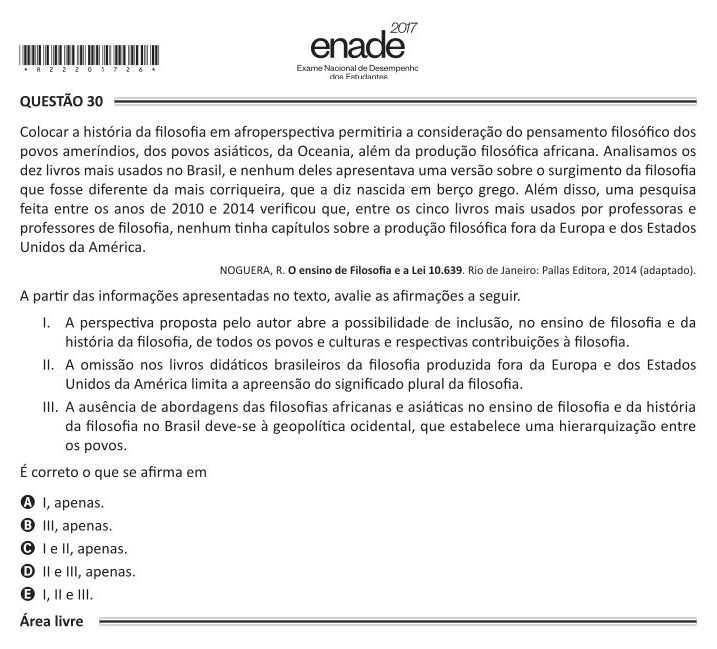 2017
enade
Exame Nacional de Desempenho
dos Estudantes
* R 2 2 2 0 1 7 2 6 *
QUESTÃO 30
Colocar a história da filosofia em afroperspectiva permitiria a consideração do pensamento filosófico dos
povos ameríndios, dos povos asiáticos, da Oceania, além da produção filosófica africana. Analisamos os
dez livros mais usados no Brasil, e nenhum deles apresentava uma versão sobre o surgimento da filosofia
que fosse diferente da mais corriqueira, que a diz nascida em berço grego. Além disso, uma pesquisa
feita entre os anos de 2010 e 2014 verificou que, entre os cinco livros mais usados por professoras e
professores de filosofia, nenhum tinha capítulos sobre a produção filosófica fora da Europa e dos Estados
Unidos da América.
NOGUERA, R. O ensino de Filosofia e a Lei 10.639. Rio de Janeiro: Pallas Editora, 2014 (adaptado).
A partir das informações apresentadas no texto, avalie as afirmações a seguir.
I. A perspectiva proposta pelo autor abre a possibilidade de inclusão, no ensino de filosofia e da
história da filosofia, de todos os povos e culturas e respectivas contribuições à filosofia.
II. A omissão nos livros didáticos brasileiros da filosofia produzida fora da Europa e dos Estados
Unidos da América limita a apreensão do significado plural da filosofia.
III. A ausência de abordagens das filosofias africanas e asiáticas no ensino de filosofia e da história
da filosofia no Brasil deve-se à geopolítica ocidental, que estabelece uma hierarquização entre
os povos.
É correto o que se afirma em
A I, apenas.
B III, apenas.
C I e II, apenas.
D II e III, apenas.
E I, II e III.
Área livre